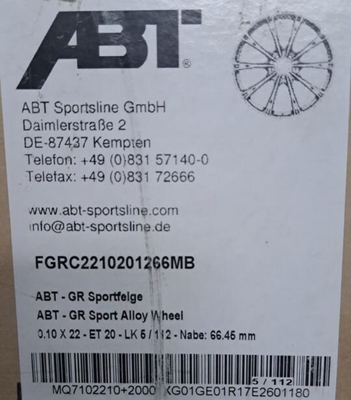 ABT®
ABT Sportsline GmbH
Daimlerstraße 2
DE-87437 Kempten
Telefon: +49 (0)831 57140-0
Telefax: +49 (0)831 72666
www.abt-sportsline.com
info@abt-sportsline.de
FGRC2210201266MB
ABT - GR Sportfelge
ABT - GR Sport Alloy Wheel
0,10 X 22 - ET 20 - LK 5 / 112 - Nabe: 66.45 mm
5 / 112
MQ7102210+2000 KG01GE01R17E2601180